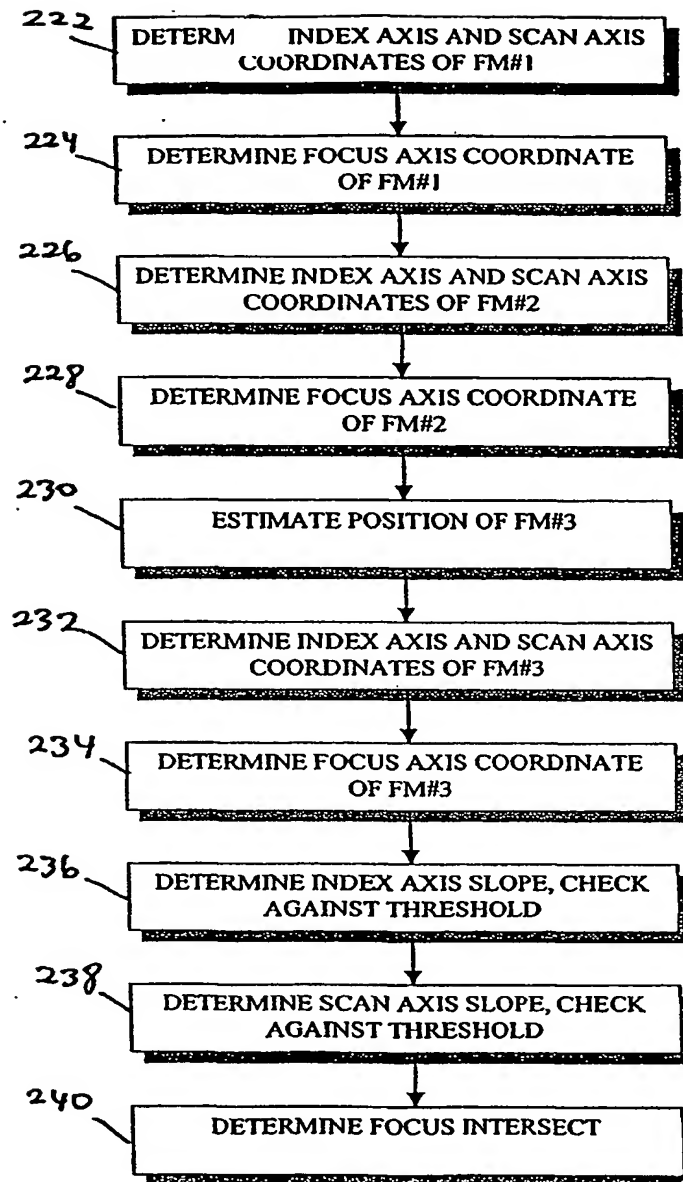 222
DETERM INDEX AXIS AND SCAN AXIS
COORDINATES OF FM#1
224
DETERMINE FOCUS AXIS COORDINATE
OF FM#1
226
DETERMINE INDEX AXIS AND SCAN AXIS
COORDINATES OF FM#2
228
DETERMINE FOCUS AXIS COORDINATE
OF FM#2
230
ESTIMATE POSITION OF FM#3
232
DETERMINE INDEX AXIS AND SCAN AXIS
COORDINATES OF FM#3
234
DETERMINE FOCUS AXIS COORDINATE
OF FM#3
236
DETERMINE INDEX AXIS SLOPE, CHECK
AGAINST THRESHOLD
238
DETERMINE SCAN AXIS SLOPE, CHECK
AGAINST THRESHOLD
240
DETERMINE FOCUS INTERSECT